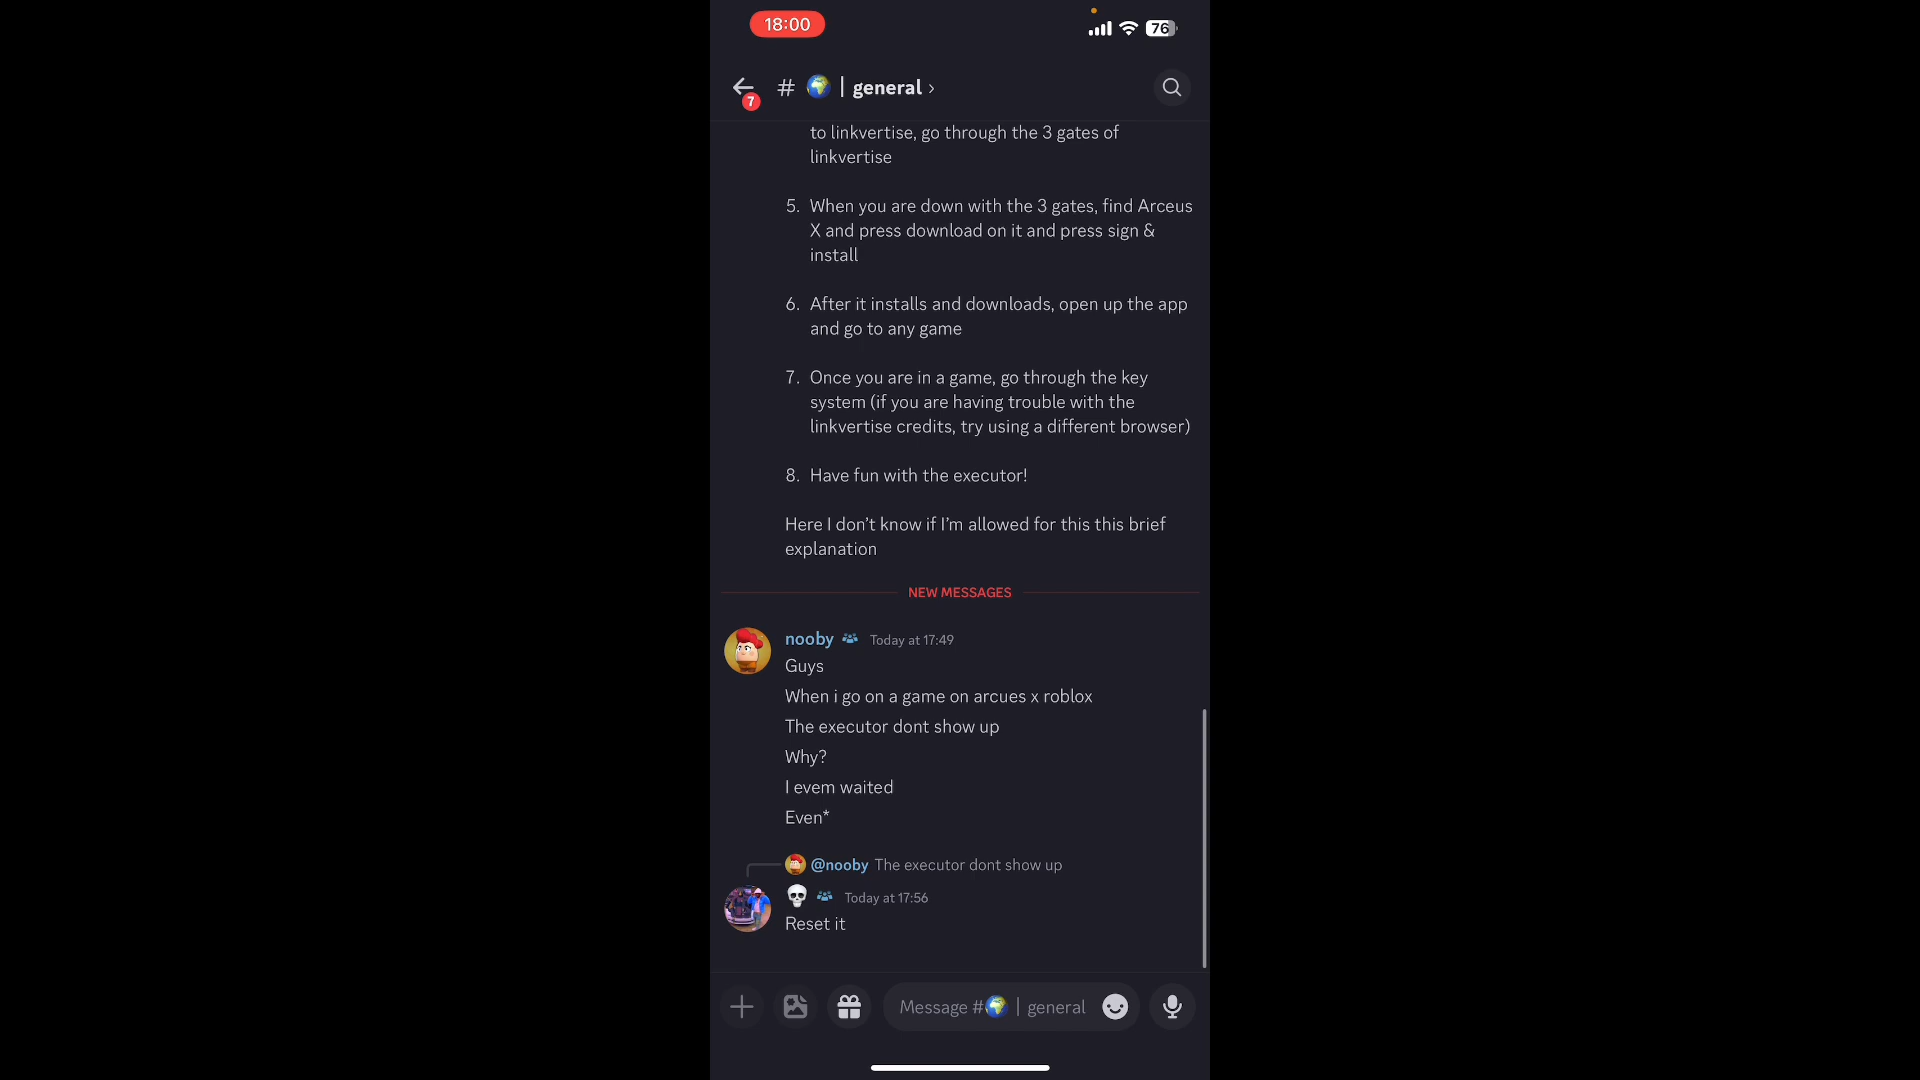 18:00
76
7
# | general ›
to linkvertise, go through the 3 gates of
linkvertise
5. When you are down with the 3 gates, find Arceus
X and press download on it and press sign &
install
6. After it installs and downloads, open up the app
and go to any game
7. Once you are in a game, go through the key
system (if you are having trouble with the
linkvertise credits, try using a different browser)
8. Have fun with the executor!
Here I don't know if I'm allowed for this this brief
explanation
NEW MESSAGES
nooby Today at 17:49
Guys
When i go on a game on arcues x roblox
The executor dont show up
Why?
I evem waited
Even*
@nooby The executor dont show up
💀 Today at 17:56
Reset it
Message #🌍 | general